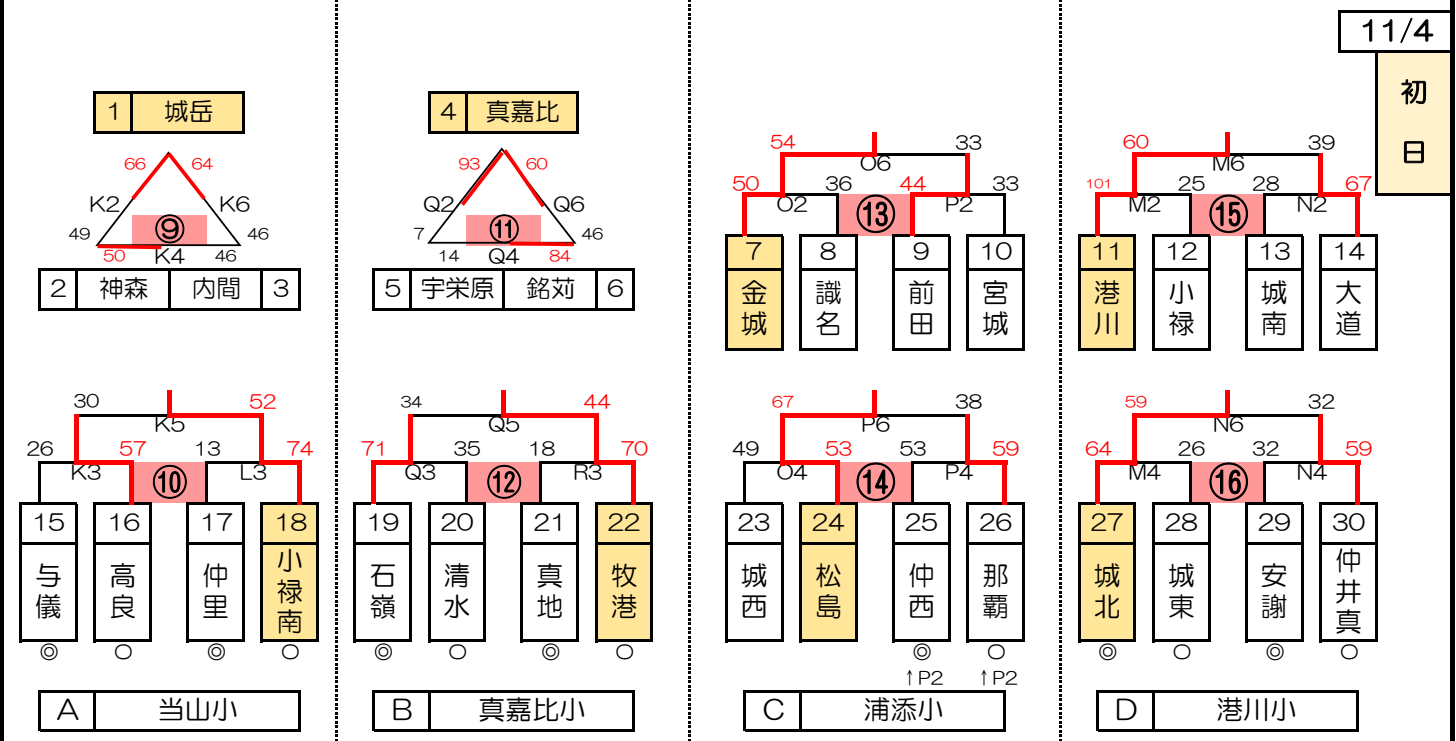 11/4
初日
1 城岳
66 64
K2 K6
⑨
49 46
50 K4 46
2 神森 内間 3
4 真嘉比
93 60
Q2 Q6
⑪
7 46
14 Q4 84
5 宇栄原 銘苅 6
54 33
O6
50 36 44 33
O2 ⑬ P2
7 8 9 10
金城 識名 前田 宮城
60 39
M6
101 25 28 67
M2 ⑮ N2
11 12 13 14
港川 小禄 城南 大道
30 52
K5
26 57 13 74
K3 ⑩ L3
15 16 17 18
与儀 高良 仲里 小禄南
◎ ○ ◎ ○
34 44
Q5
71 35 18 70
Q3 ⑫ R3
19 20 21 22
石嶺 清水 真地 牧港
◎ ○ ◎ ○
67 38
P6
49 53 53 59
O4 ⑭ P4
23 24 25 26
城西 松島 仲西 那覇
◎ ○
↑P2 ↑P2
59 32
N6
64 26 32 59
M4 ⑯ N4
27 28 29 30
城北 城東 安謝 仲井真
◎ ○ ◎ ○
A 当山小
B 真嘉比小
C 浦添小
D 港川小